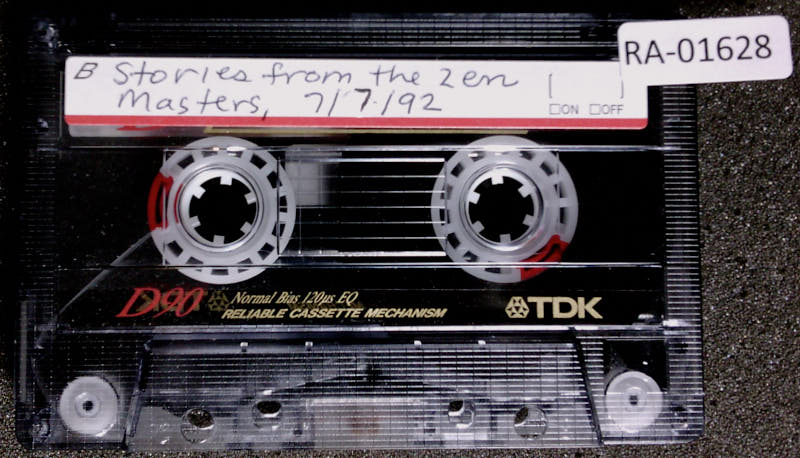 RA-01628
B Stories from the Zen
Masters, 7/7/92
□ON □OFF
D90 Normal Bias 120µs EQ
RELIABLE CASSETTE MECHANISM
TDK